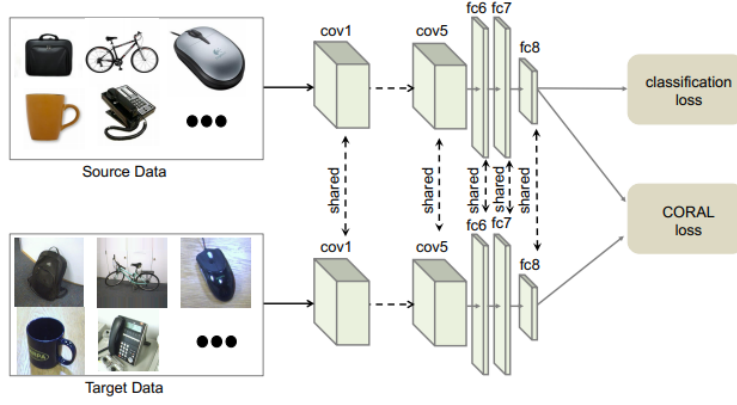 cov1
cov5
fc6
fc7
fc8
classification
loss
Source Data
shared
shared
shared
shared
shared
CORAL
loss
cov1
cov5
fc6
fc7
fc8
Target Data